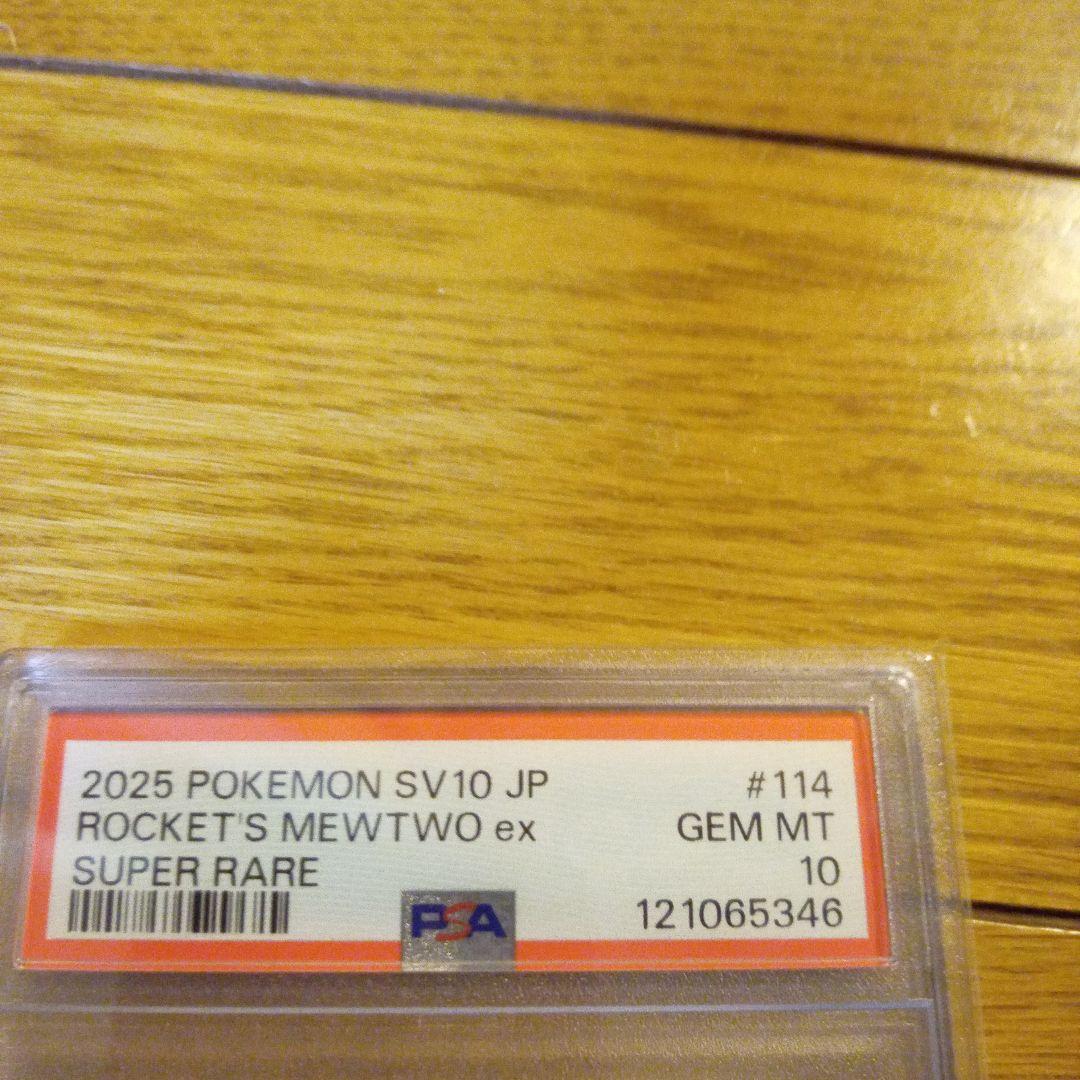 2025 POKEMON SV10 JP #114
ROCKET'S MEWTWO ex GEM MT
SUPER RARE 10
PSA 121065346